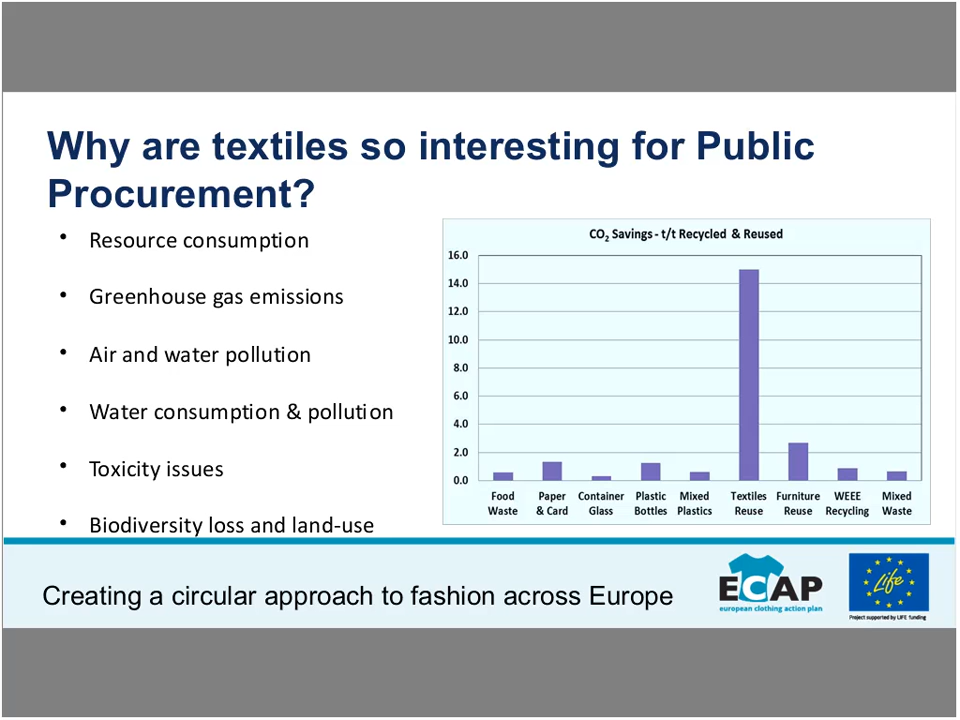 Why are textiles so interesting for Public
Procurement?
• Resource consumption
• Greenhouse gas emissions
• Air and water pollution
• Water consumption & pollution
• Toxicity issues
• Biodiversity loss and land-use
CO₂ Savings - t/t Recycled & Reused
16.0
14.0
12.0
10.0
8.0
6.0
4.0
2.0
0.0
Food Waste
Paper & Card
Container Glass
Plastic Bottles
Mixed Plastics
Textiles Reuse
Furniture Reuse
WEEE Recycling
Mixed Waste
Creating a circular approach to fashion across Europe
ECAP
european clothing action plan
Life
Project supported by LIFE funding